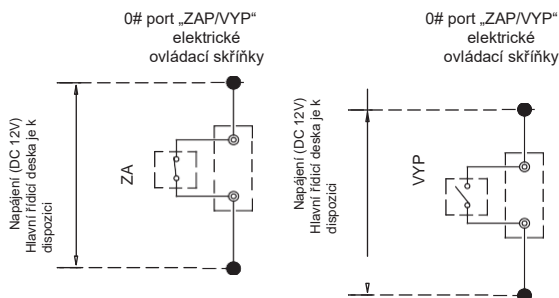 0# port „ZAP/VYP“
elektrické
ovládací skříňky
Napájení (DC 12V)
Hlavní řídicí deska je k
dispozici
ZA
0# port „ZAP/VYP“
elektrické
ovládací skříňky
Napájení (DC 12V)
Hlavní řídicí deska je k
dispozici
VYP